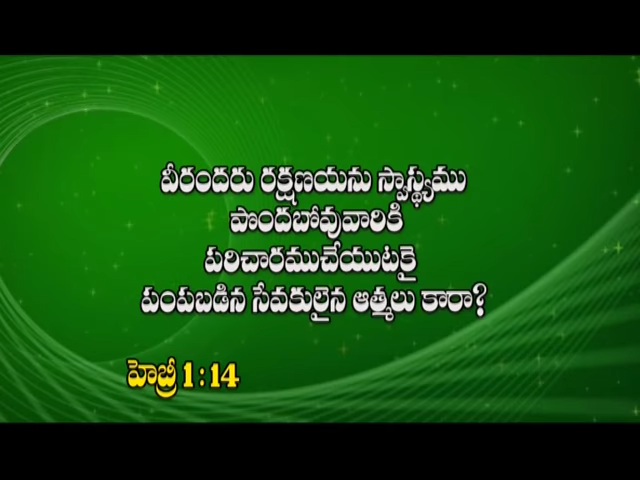 వీరందరు రక్షణయను స్వాస్థ్యము
పొందబోవువారికి
పరిచారముచేయుటకై
పంపబడిన సేవకులైన ఆత్మలు కారా?
హెబ్రీ 1:14